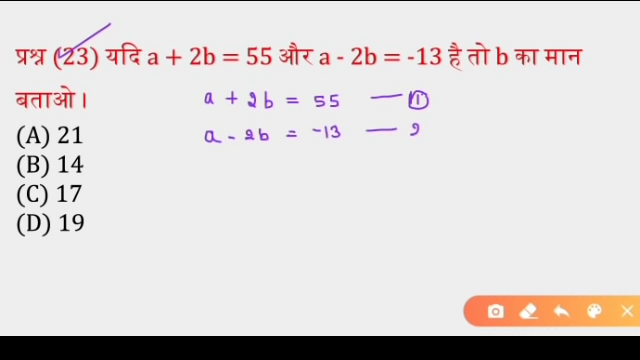 प्रश्न (23) यदि a + 2b = 55 और a - 2b = -13 है तो b का मान
बताओ।
a + 2b = 55 — 1
a - 2b = -13 — 2
(A) 21
(B) 14
(C) 17
(D) 19